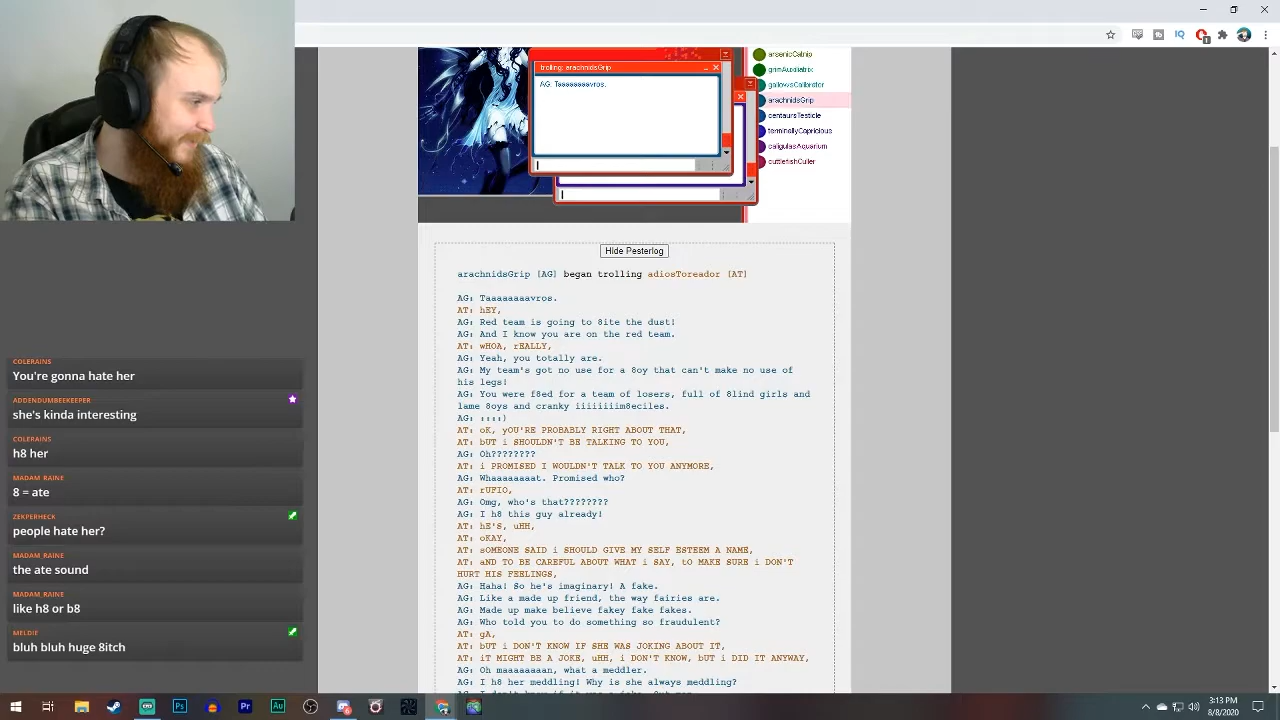 trolling: arachnidsGrip
AG: Taaaaaaaavros.
arsenicCatnip
grimAuxiliatrix
gallowsCalibrator
arachnidsGrip
centaursTesticle
terminallyCapricious
caligulasAquarium
cuttlefishCuller
Hide Pesterlog
arachnidsGrip [AG] began trolling adiosToreador [AT]
AG: Taaaaaaaavros.
AT: hEY,
AG: Red team is going to 8ite the dust!
AG: And I know you are on the red team.
AT: wHOA, rEALLY,
AG: Yeah, you totally are.
AG: My team's got no use for a 8oy that can't make no use of
his legs!
AG: You were f8ed for a team of losers, full of 8lind girls and
lame 8oys and cranky iiiiiiiim8eciles.
AG: ::::)
AT: oK, yOU'RE PROBABLY RIGHT ABOUT THAT,
AT: bUT i SHOULDN'T BE TALKING TO YOU,
AG: Oh????????
AT: i PROMISED I WOULDN'T TALK TO YOU ANYMORE,
AG: Whaaaaaaaat. Promised who?
AT: rUFIO,
AG: Omg, who's that????????
AG: I h8 this guy already!
AT: hE'S, uHH,
AT: oKAY,
AT: sOMEONE SAID i SHOULD GIVE MY SELF ESTEEM A NAME,
AT: aND TO BE CAREFUL ABOUT WHAT i SAY, tO MAKE SURE i DON'T
HURT HIS FEELINGS,
AG: Haha! So he's imaginary! A fake.
AG: Like a made up friend, the way fairies are.
AG: Made up make believe fakey fake fakes.
AG: Who told you to do something so fraudulent?
AT: gA,
AT: bUT i DON'T KNOW IF SHE WAS JOKING ABOUT IT,
AT: iT MIGHT BE A JOKE, uHH, i DON'T KNOW, bUT i DID IT ANYWAY,
AG: Oh maaaaaaaan, what a meddler.
AG: I h8 her meddling! Why is she always meddling?
COLERAINS
You're gonna hate her
ADDENDUMBEEKEEPER
she's kinda interesting
COLERAINS
h8 her
MADAM_RAINE
8 = ate
ZEKPERHECK
people hate her?
MADAM_RAINE
the ate sound
MADAM_RAINE
like h8 or b8
MELDIE
bluh bluh huge 8itch
3:13 PM
8/8/2020